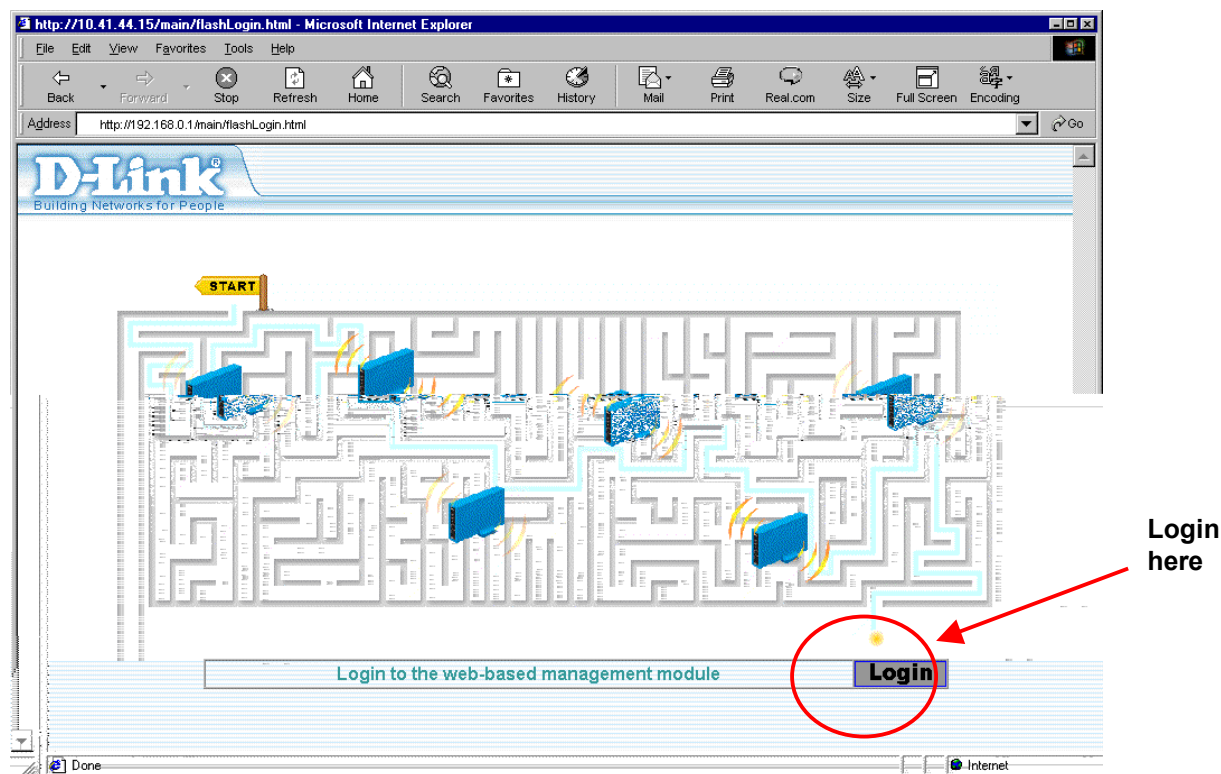 http://10.41.44.15/main/flashLogin.html - Microsoft Internet Explorer
File Edit View Favorites Tools Help
Back Forward Stop Refresh Home Search Favorites History Mail Print Real.com Size Full Screen Encoding
Address http://192.168.0.1/main/flashLogin.html Go
D-Link®
Building Networks for People
START
Login
here
Login to the web-based management module Login
Done Internet